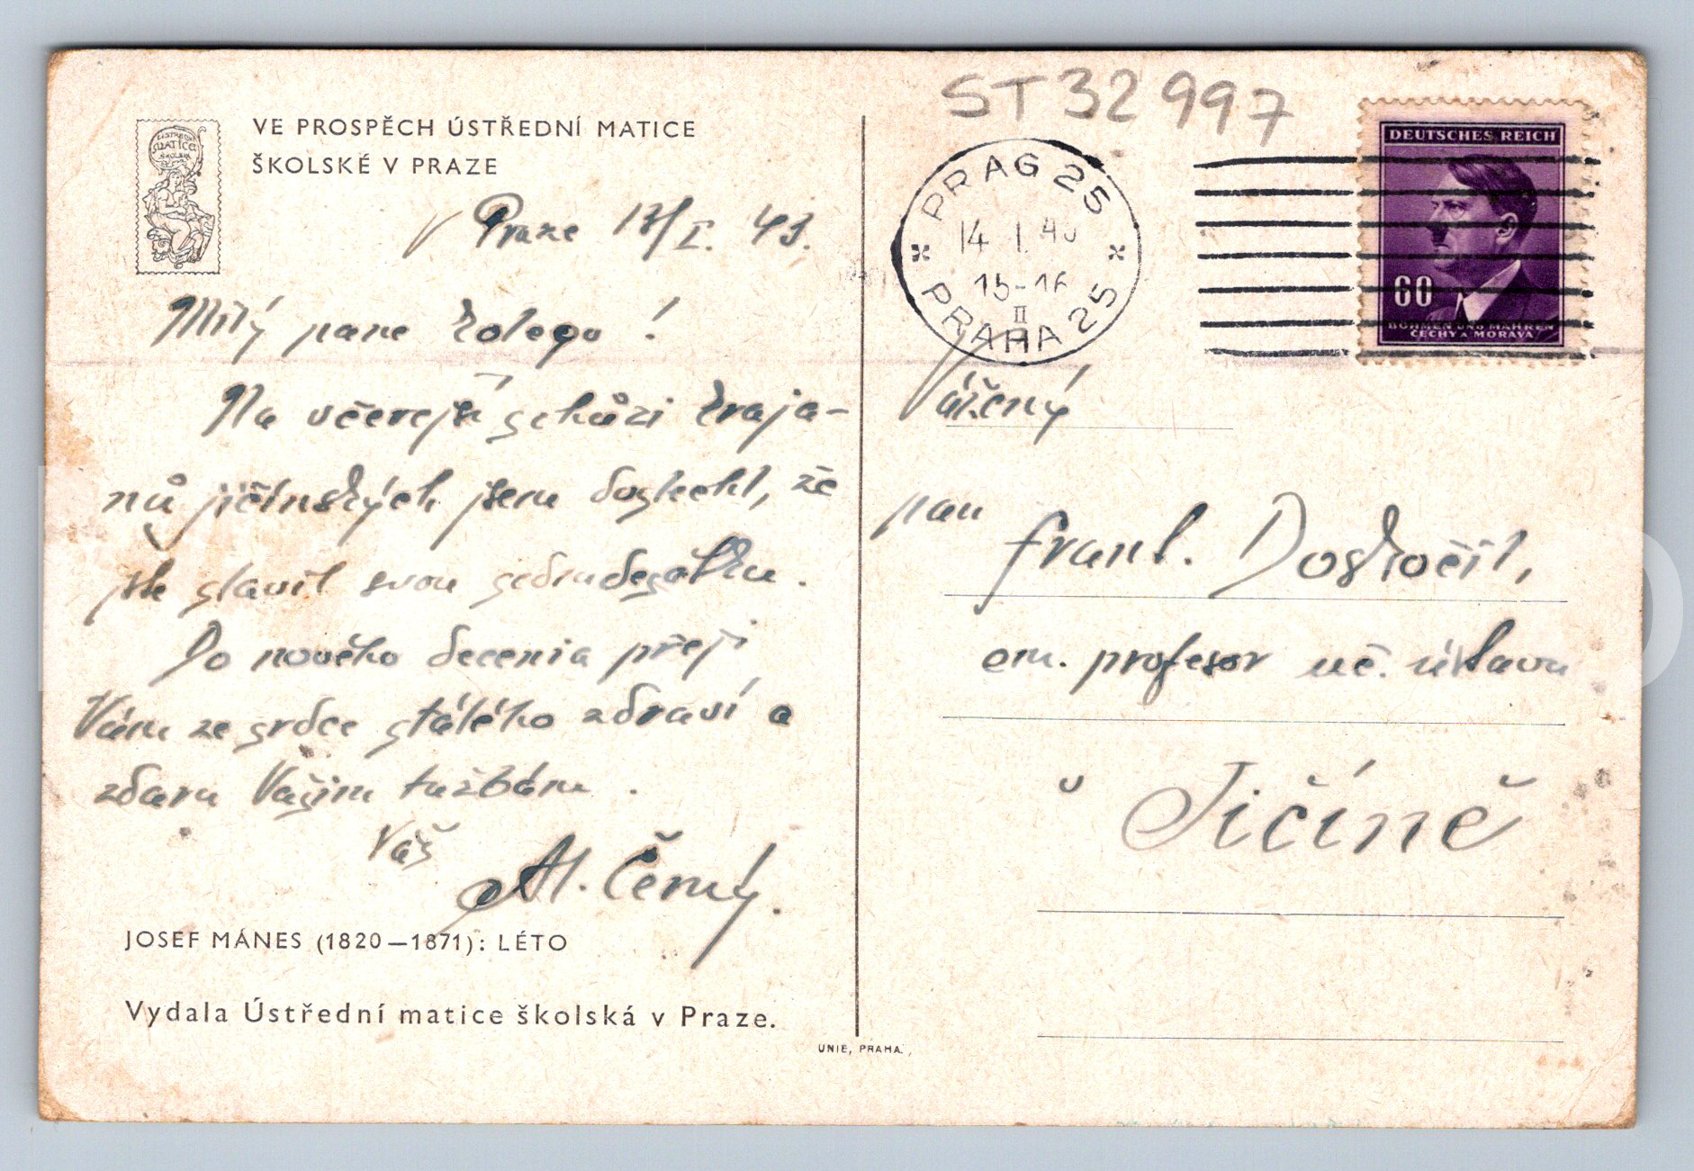 VE PROSPĚCH ÚSTŘEDNÍ MATICE
ŠKOLSKÉ V PRAZE
v Praze 13/I. 43.
Milý pane kolego!
Na včerejší schůzi kraja-
nů jičínských jsem doslechl, že
jste slavil svou sedmdesátku.
Do nového decenia přeji
Vám ze srdce stálého zdraví a
zdaru Vašim tužbám.
Váš
Al. Černý.
JOSEF MÁNES (1820—1871): LÉTO
Vydala Ústřední matice školská v Praze.
UNIE, PRAHA.
ST 32 997
PRAG 25
14 I. 43
15-16
II
PRAHA 25
DEUTSCHES REICH
60
BÖHMEN UND MÄHREN
ČECHY A MORAVA
Vážený
pan
Frant. Doskočil,
em. profesor uč. ústavu
v Jičíně